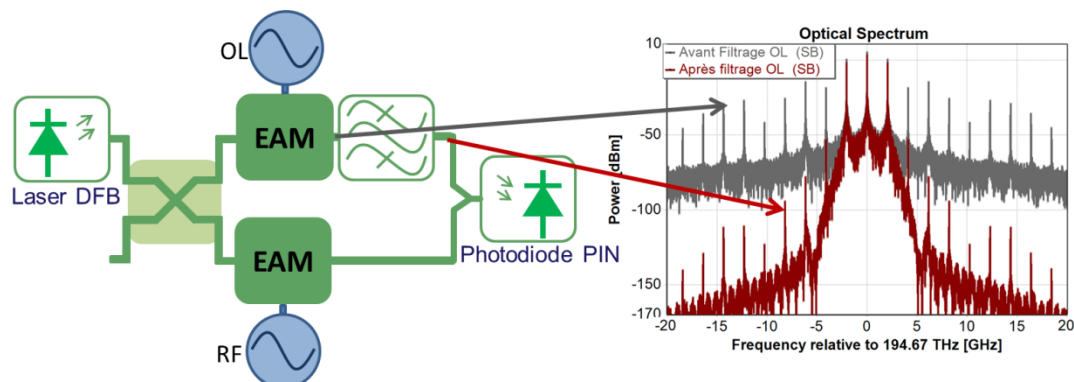 OL
EAM
Laser DFB
EAM
Photodiode PIN
RF
Optical Spectrum
Avant Filtrage OL (SB)
Après filtrage OL (SB)
Power [dBm]
10
-50
-100
-150
-170
-20 -15 -10 -5 0 5 10 15 20
Frequency relative to 194.67 THz [GHz]